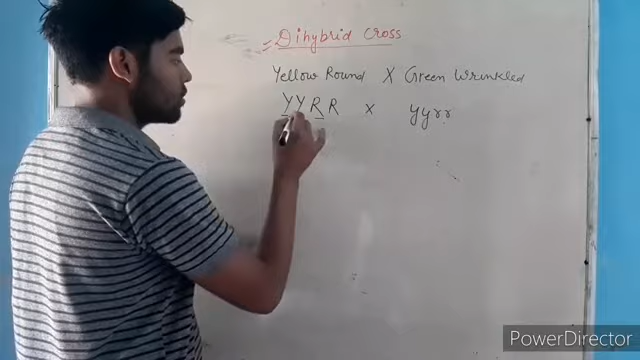 Dihybrid Cross
Yellow Round X Green Wrinkled
YYRR x yyrr
PowerDirector